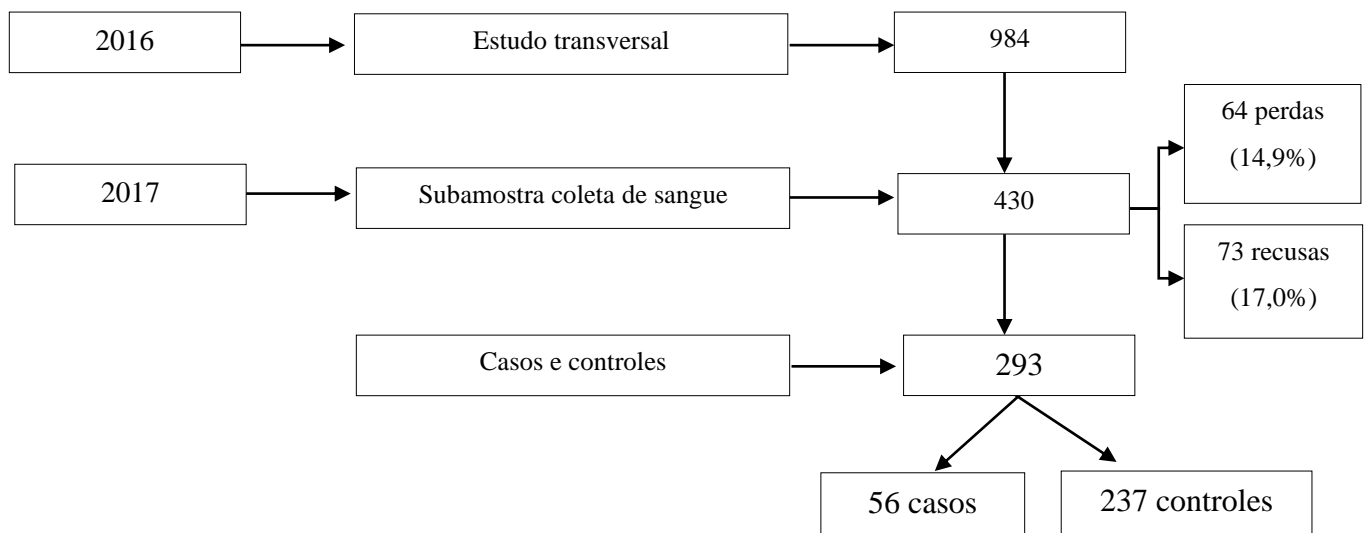 2016
Estudo transversal
984
64 perdas
(14,9%)
2017
Subamostra coleta de sangue
430
73 recusas
(17,0%)
Casos e controles
293
56 casos
237 controles